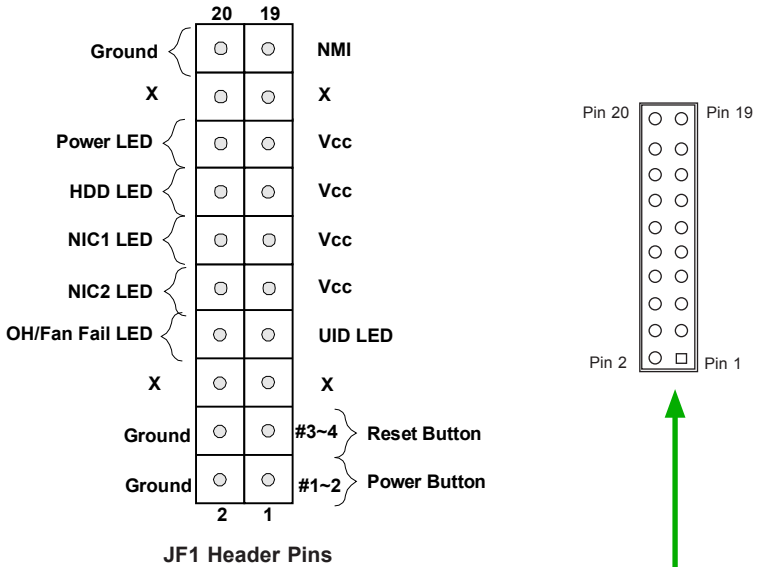 20 19
Ground NMI
X X
Pin 20 Pin 19
Power LED Vcc
HDD LED Vcc
NIC1 LED Vcc
NIC2 LED Vcc
OH/Fan Fail LED UID LED
Pin 2 Pin 1
X X
Ground #3~4 Reset Button
Ground #1~2 Power Button
2 1
JF1 Header Pins